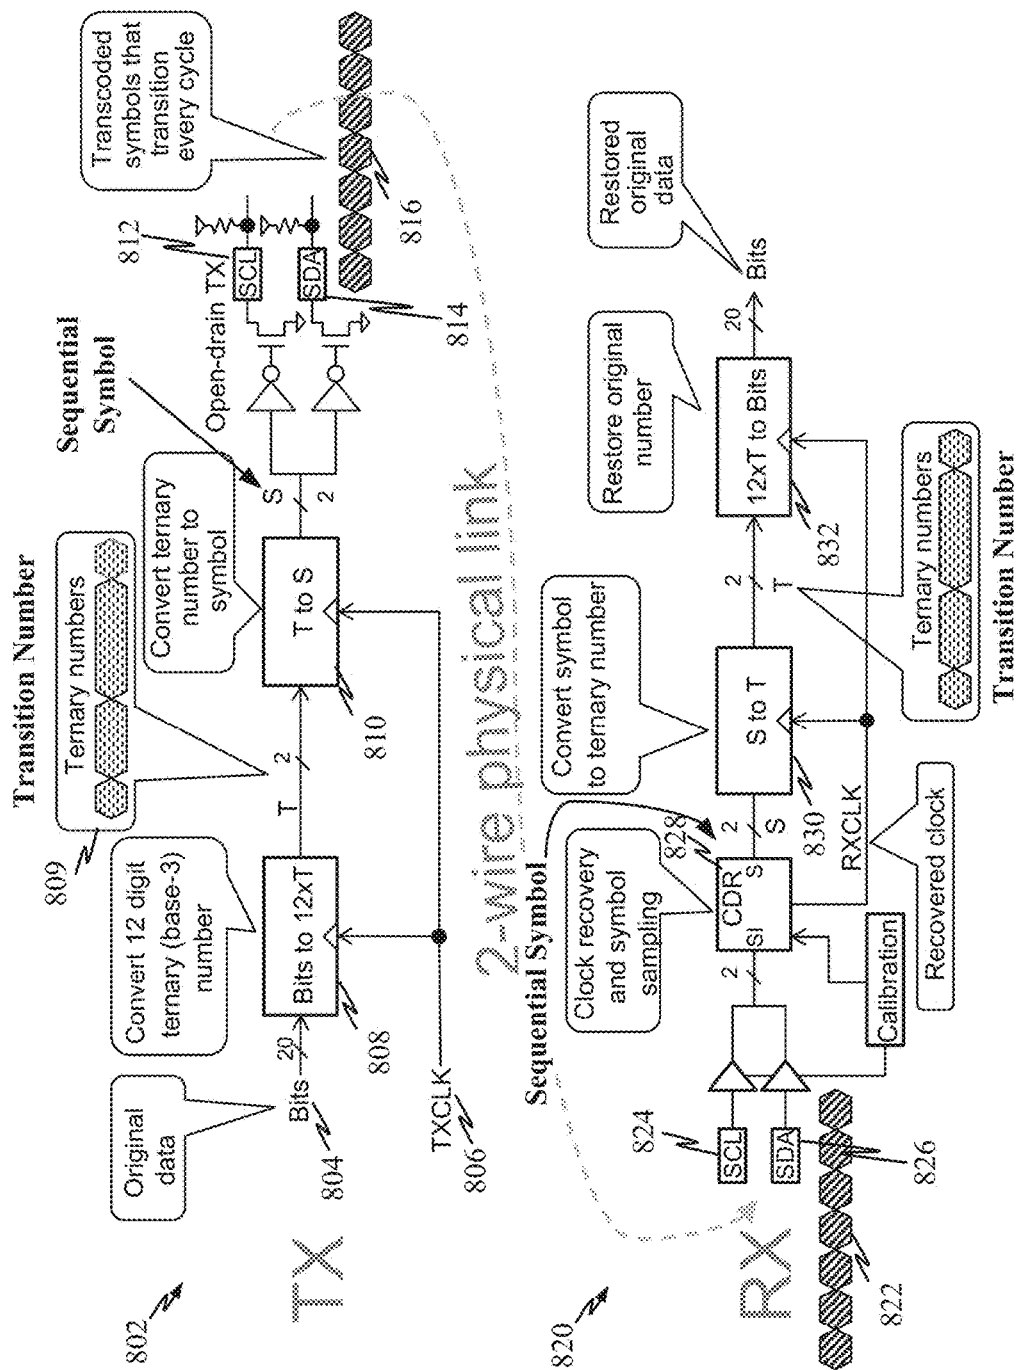 802
TX
Original
data
Bits
804
20
TXCLK
806
Convert 12 digit
ternary (base-3)
number
Bits to 12xT
808
Transition Number
809
Ternary numbers
T
2
Convert ternary
number to
symbol
T to S
810
Sequential
Symbol
S
2
Open-drain TX
812
SCL
SDA
814
Transcoded
symbols that
transition
every cycle
816
2-wire physical link
820
RX
822
824
SCL
SDA
826
Calibration
Sequential Symbol
Clock recovery
and symbol
sampling
2
SI
CDR
S
828
2
S
RXCLK
Recovered clock
Convert symbol
to ternary number
S to T
830
2
T
Ternary numbers
Transition Number
Restore original
number
12xT to Bits
832
20
Bits
Restored
original
data